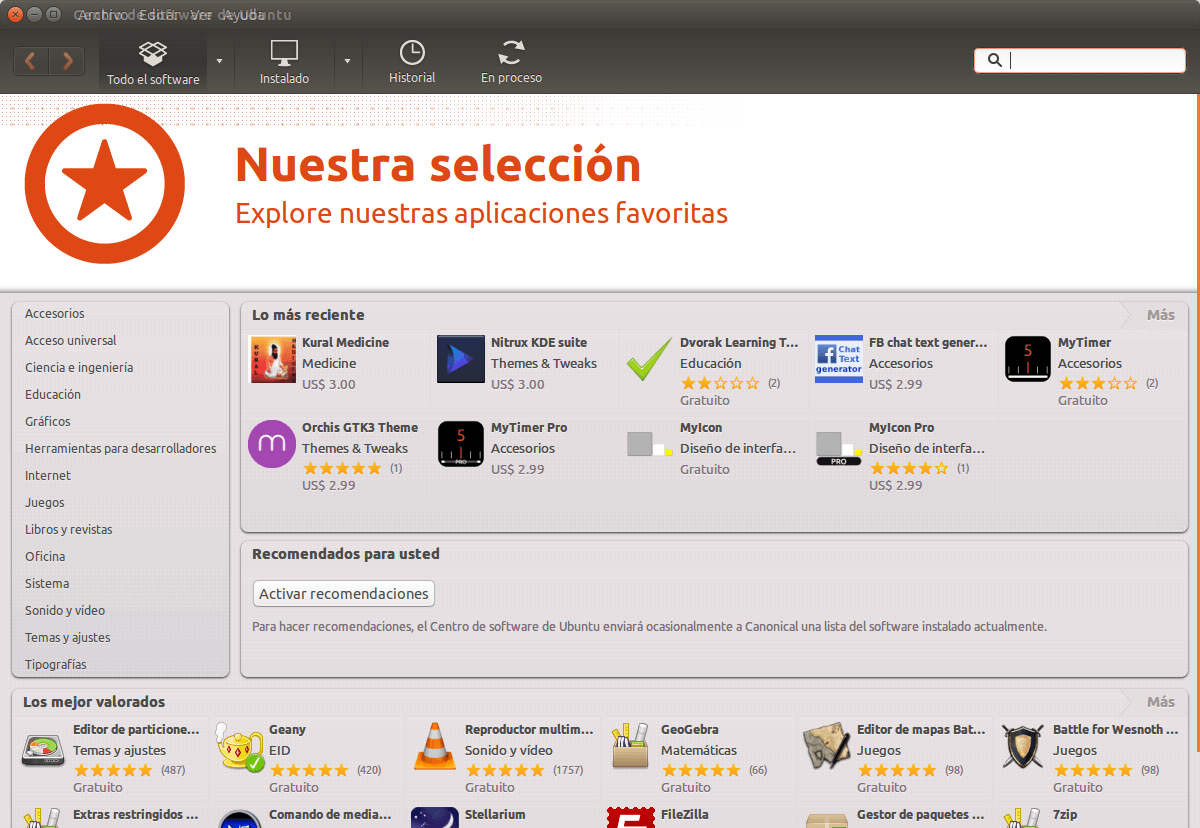 Archivo Editar Ver Ayuda
Todo el software
Instalado
Historial
En proceso
Nuestra selección
Explore nuestras aplicaciones favoritas
Accesorios
Acceso universal
Ciencia e ingeniería
Educación
Gráficos
Herramientas para desarrolladores
Internet
Juegos
Libros y revistas
Oficina
Sistema
Sonido y vídeo
Temas y ajustes
Tipografías
Lo más reciente
Más
Kural Medicine
Medicine
US$ 3.00
Nitrux KDE suite
Themes & Tweaks
US$ 3.00
Dvorak Learning T...
Educación
(2)
Gratuito
Chat
Text
generator
FB chat text gener...
Accesorios
US$ 2.99
5
MyTimer
Accesorios
(2)
Gratuito
m
Orchis GTK3 Theme
Themes & Tweaks
(1)
US$ 2.99
5
PRO
MyTimer Pro
Accesorios
US$ 2.99
MyIcon
Diseño de interfa...
Gratuito
PRO
MyIcon Pro
Diseño de interfa...
(1)
US$ 2.99
Recomendados para usted
Activar recomendaciones
Para hacer recomendaciones, el Centro de software de Ubuntu enviará ocasionalmente a Canonical una lista del software instalado actualmente.
Los mejor valorados
Más
Editor de particione...
Temas y ajustes
(487)
Gratuito
Geany
EID
(420)
Gratuito
Reproductor multim...
Sonido y vídeo
(1757)
Gratuito
GeoGebra
Matemáticas
(66)
Gratuito
Editor de mapas Bat...
Juegos
(98)
Gratuito
Battle for Wesnoth ...
Juegos
(98)
Gratuito
Extras restringidos ...
Comando de media...
Stellarium
FileZilla
Gestor de paquetes ...
7zip